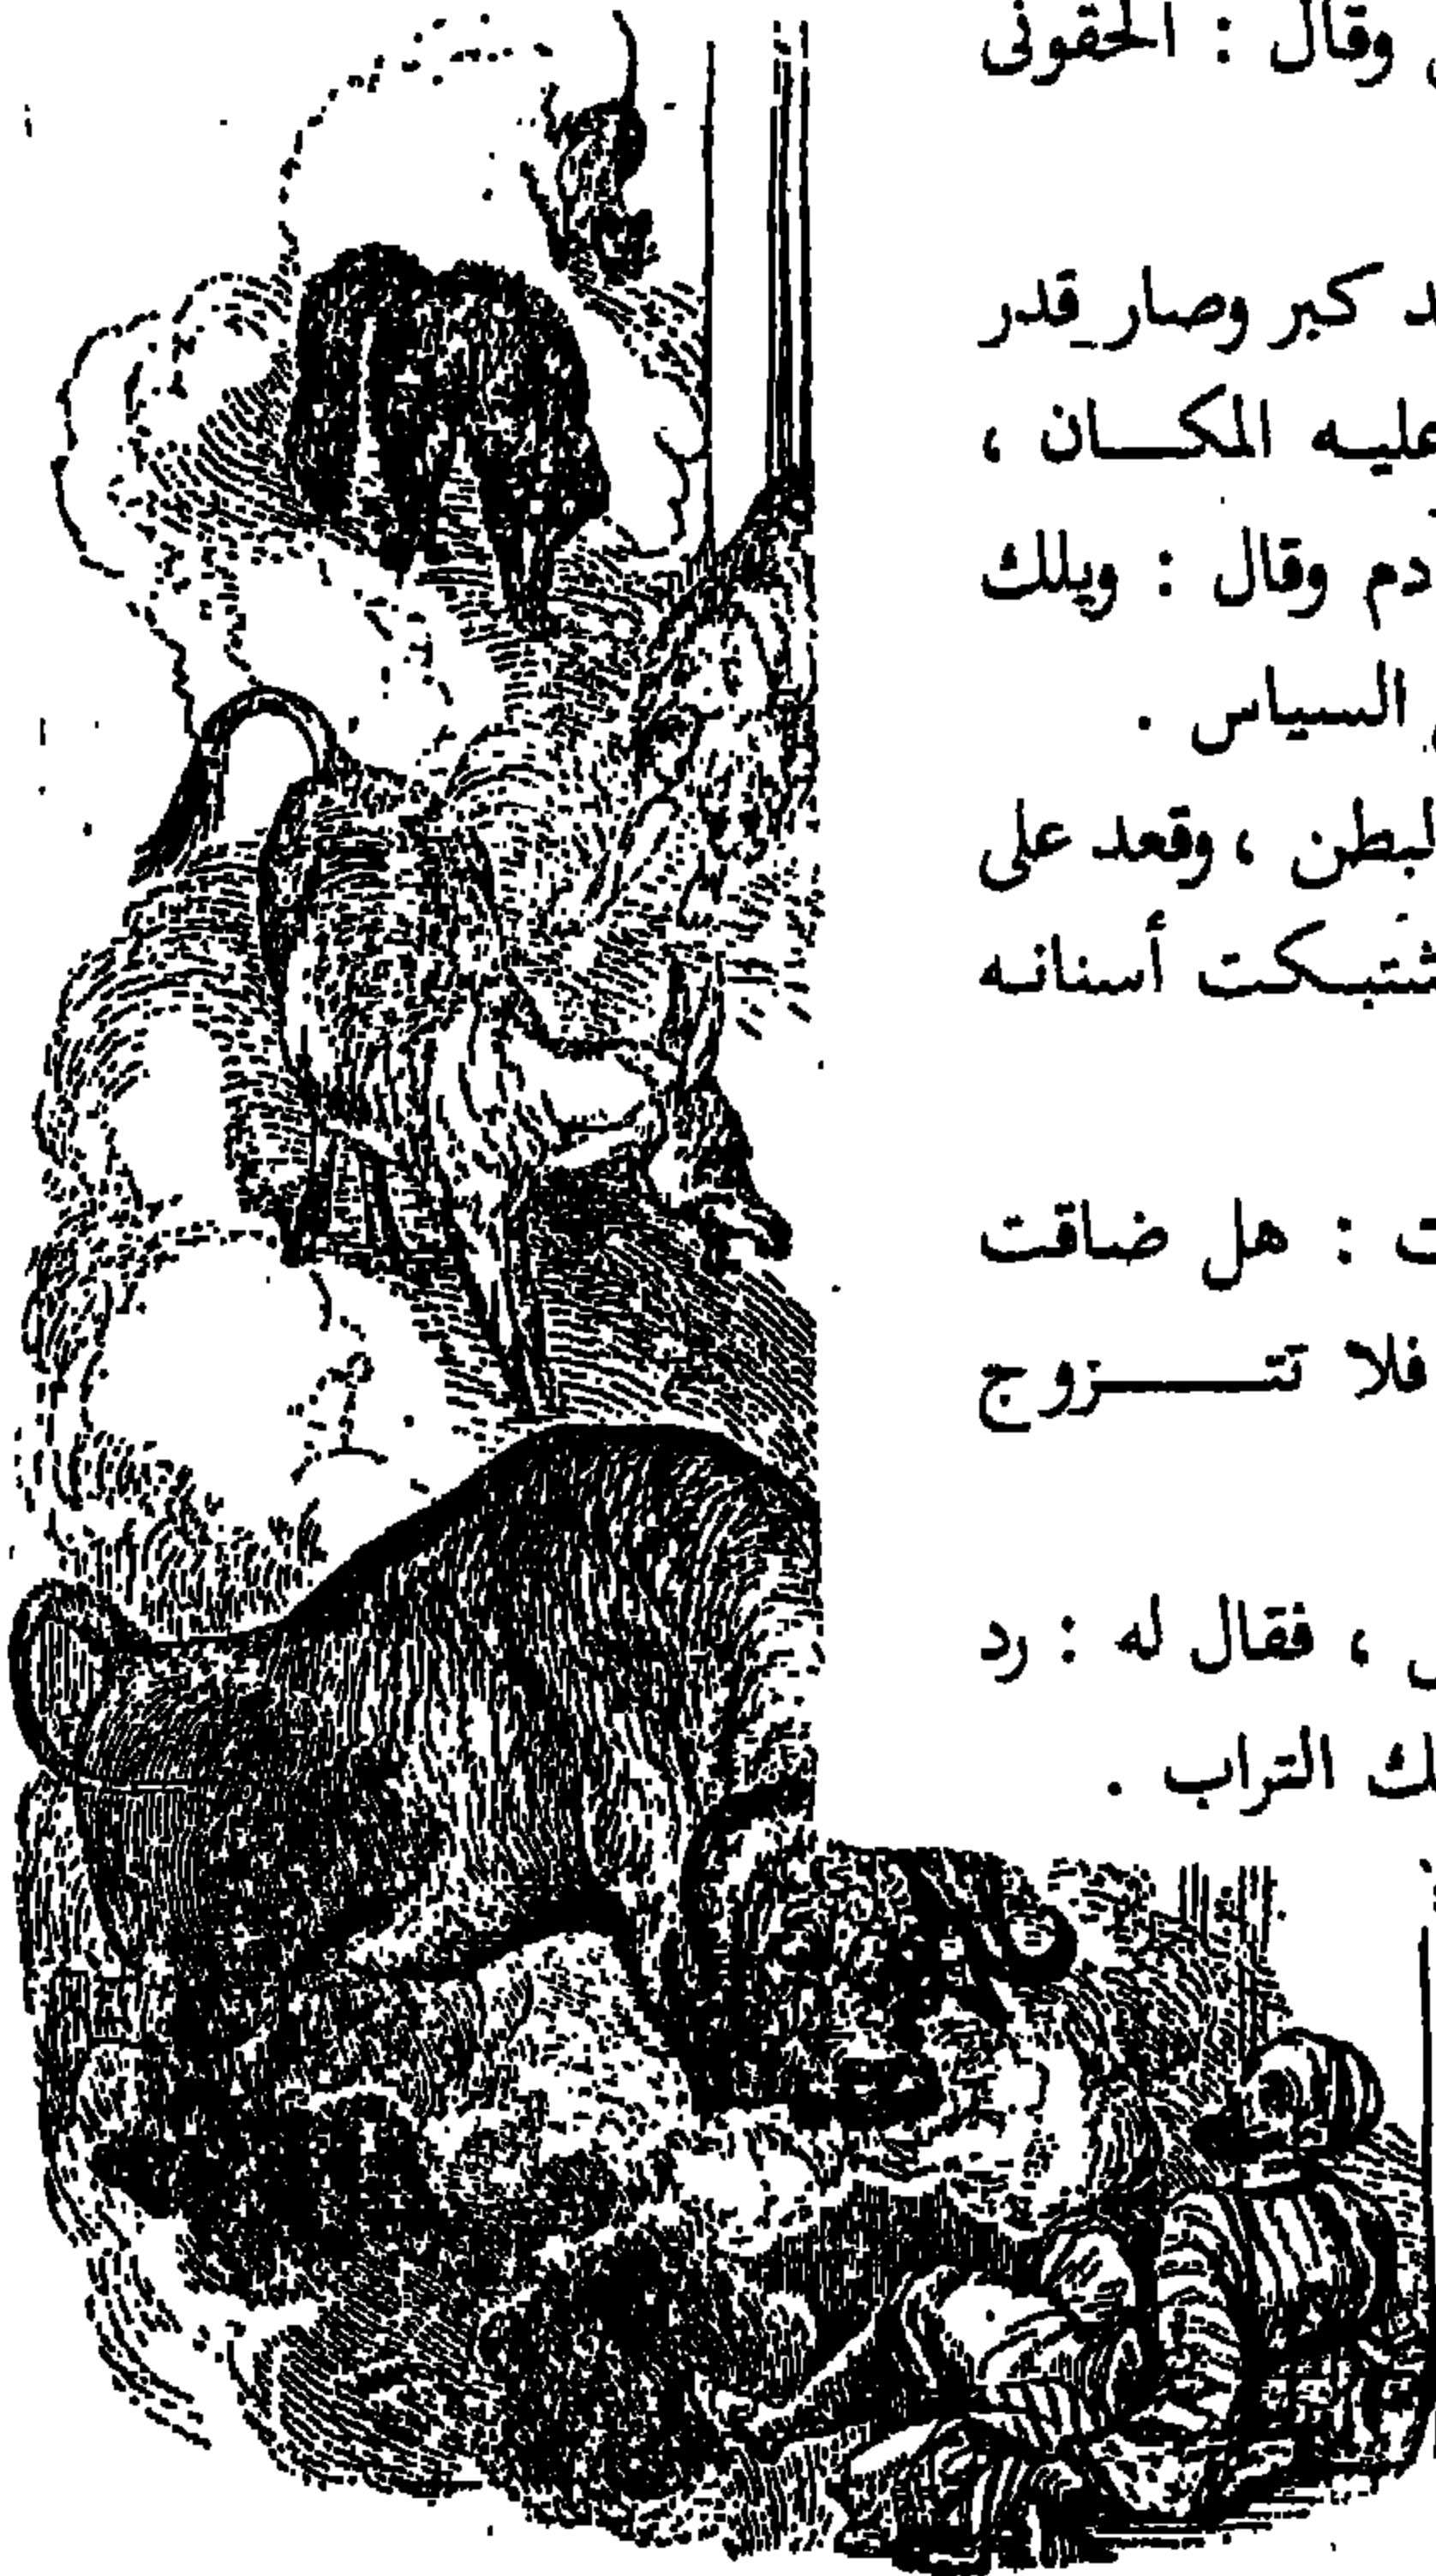 وقال : الحقونى
كبر وصار قدر
عليه المكان ،
دم وقال : ويلك
السياس .
لبطن ، وقعد على
شتبكت أسنانه
ت : هل ضاقت
فلا تتزوج
، فقال له : رد
ك التراب .